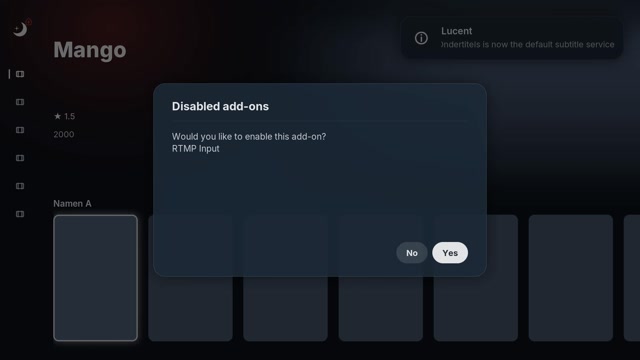 Mango
Lucent
Indertitels is now the default subtitle service
★ 1.5
2000
Disabled add-ons
Would you like to enable this add-on?
RTMP Input
No
Yes
Namen A